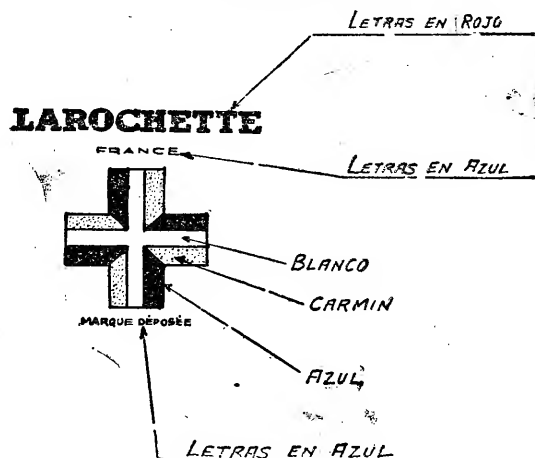 LETRAS EN ROJO
LAROCHETTE
FRANCE
LETRAS EN AZUL
BLANCO
CARMIN
MARQUE DÉPOSÉE
AZUL
LETRAS EN AZUL